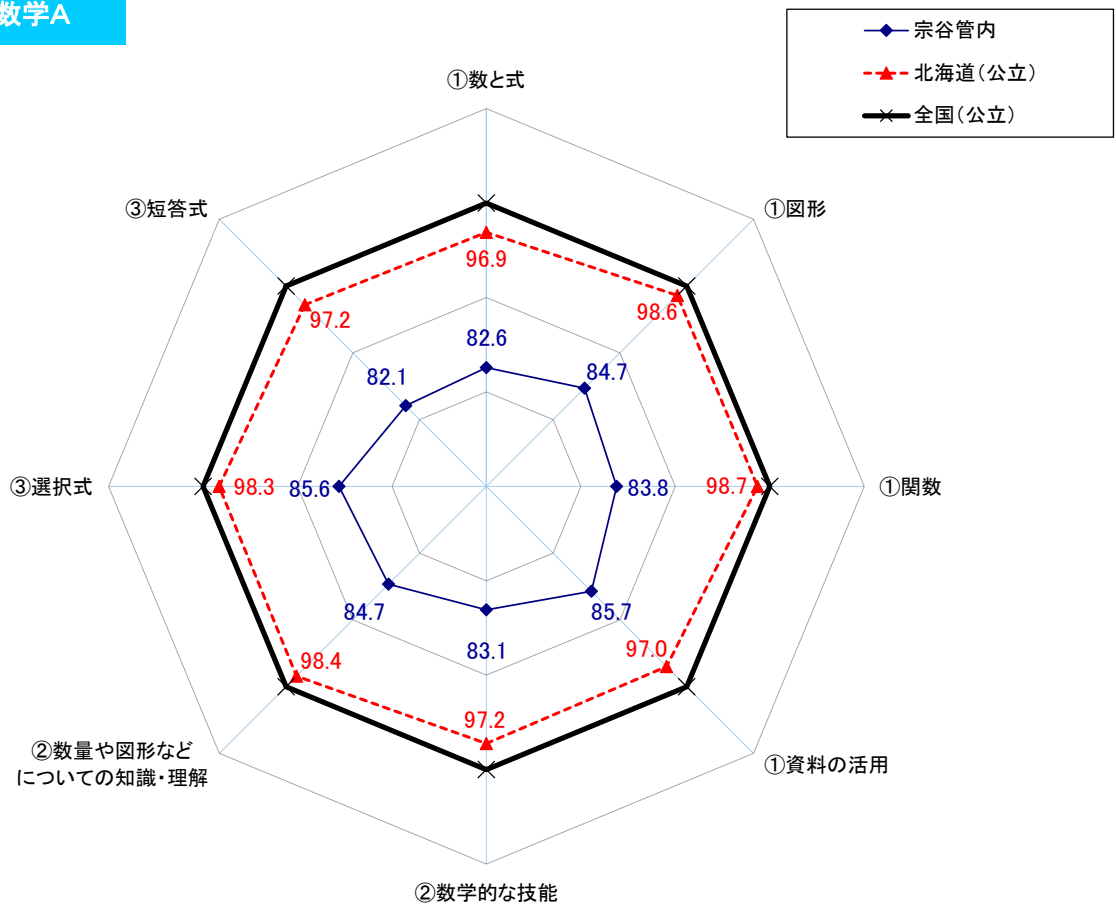 数学A
宗谷管内
北海道(公立)
全国(公立)
①数と式
③短答式
①図形
96.9
98.6
97.2
82.6
84.7
82.1
③選択式
98.3
85.6
83.8
98.7
①関数
84.7
83.1
85.7
98.4
97.0
97.2
②数量や図形など
についての知識・理解
①資料の活用
②数学的な技能